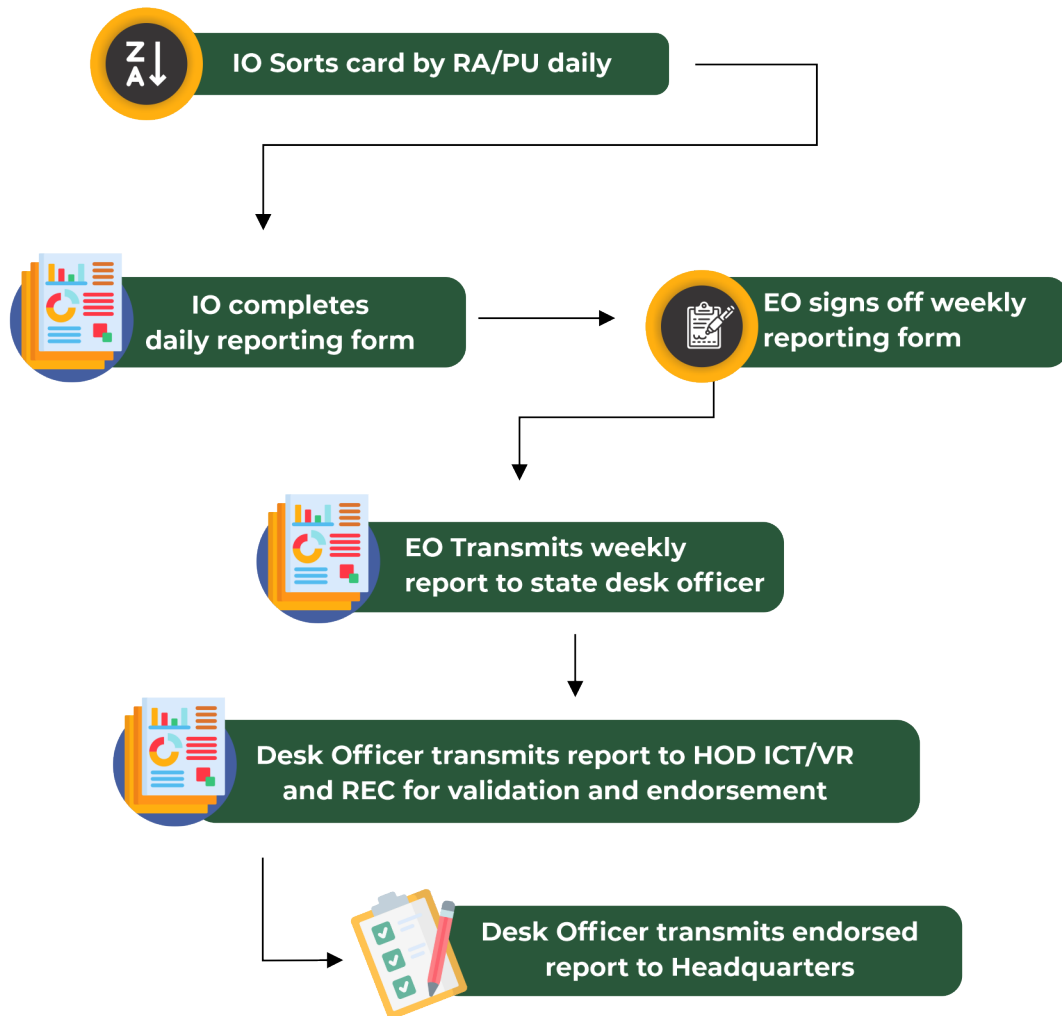 Z
A
IO Sorts card by RA/PU daily
IO completes
daily reporting form
EO signs off weekly
reporting form
EO Transmits weekly
report to state desk officer
Desk Officer transmits report to HOD ICT/VR
and REC for validation and endorsement
Desk Officer transmits endorsed
report to Headquarters